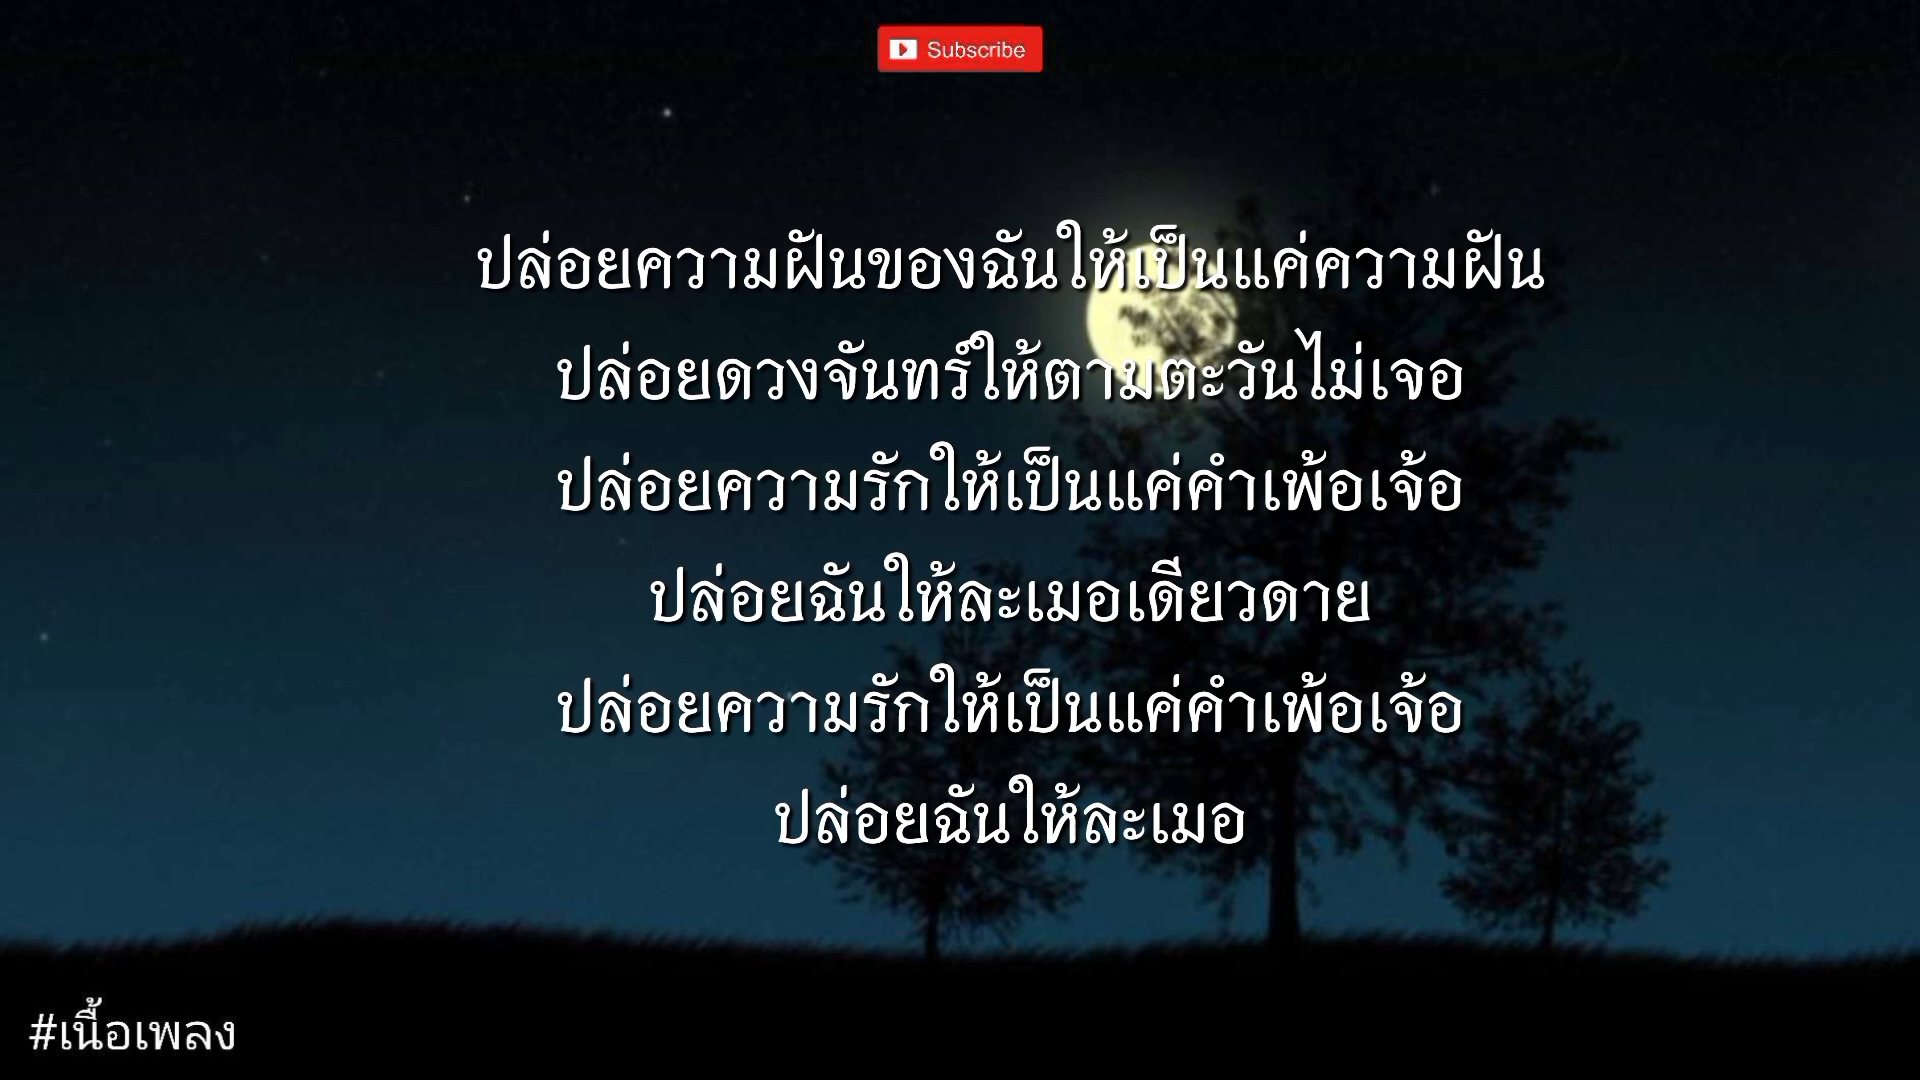 Subscribe
ปล่อยความฝันของฉันให้เป็นแค่ความฝัน
ปล่อยดวงจันทร์ให้ตามตะวันไม่เจอ
ปล่อยความรักให้เป็นแค่คำเพ้อเจ้อ
ปล่อยฉันให้ละเมอเดียวดาย
ปล่อยความรักให้เป็นแค่คำเพ้อเจ้อ
ปล่อยฉันให้ละเมอ
#เนื้อเพลง